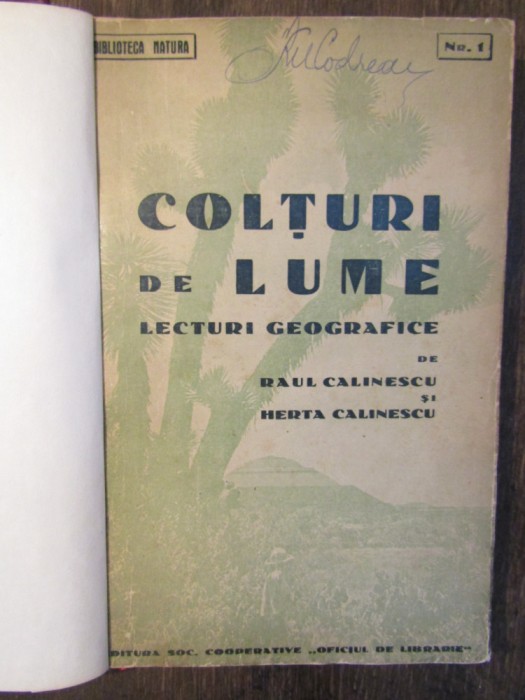 BIBLIOTECA NATURA
No. 1
COLȚURI
DE LUME
LECTURI GEOGRAFICE
DE
RAUL CALINESCU
ȘI
HERTA CALINESCU
DITURA SOC. COOPERATIVE „OFICIUL DE LIBRARIE"